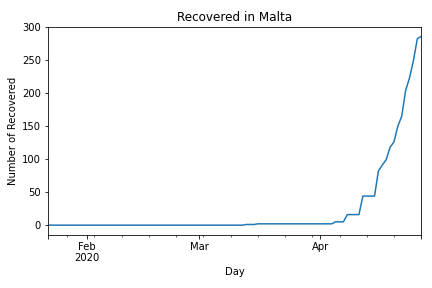 Recovered in Malta
Number of Recovered
300
250
200
150
100
50
0
Feb
2020
Mar
Apr
Day